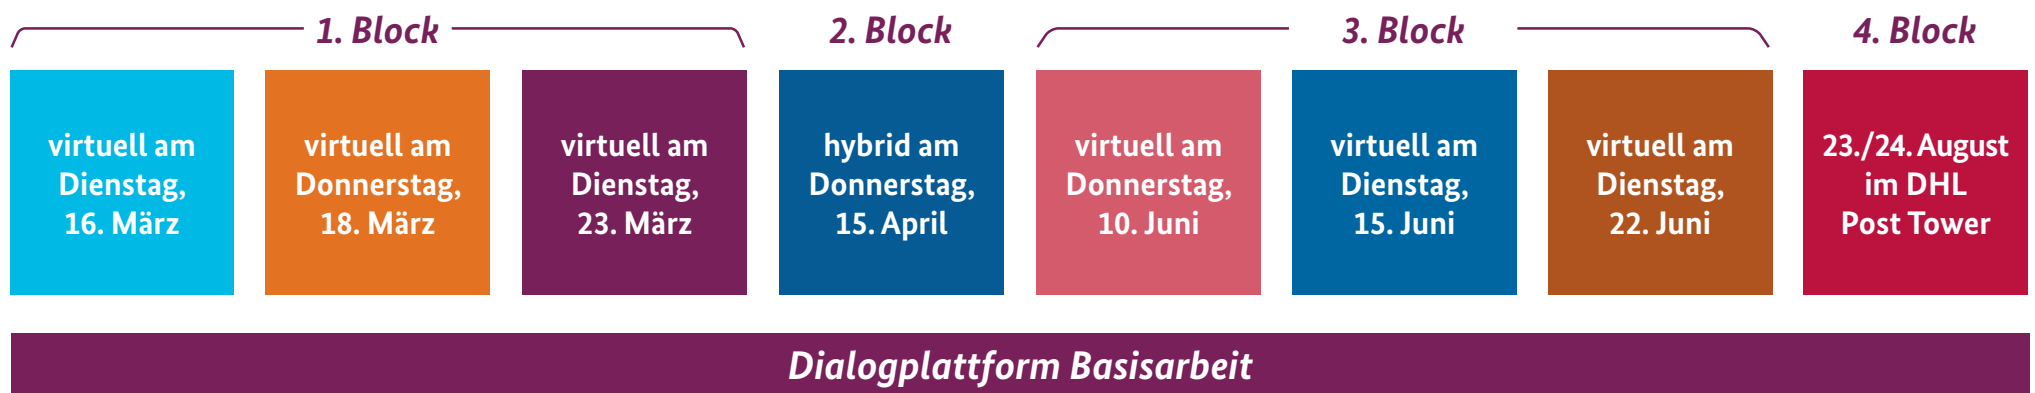 1. Block
2. Block
3. Block
4. Block
virtuell am
Dienstag,
16. März
virtuell am
Donnerstag,
18. März
virtuell am
Dienstag,
23. März
hybrid am
Donnerstag,
15. April
virtuell am
Donnerstag,
10. Juni
virtuell am
Dienstag,
15. Juni
virtuell am
Dienstag,
22. Juni
23./24. August
im DHL
Post Tower
Dialogplattform Basisarbeit